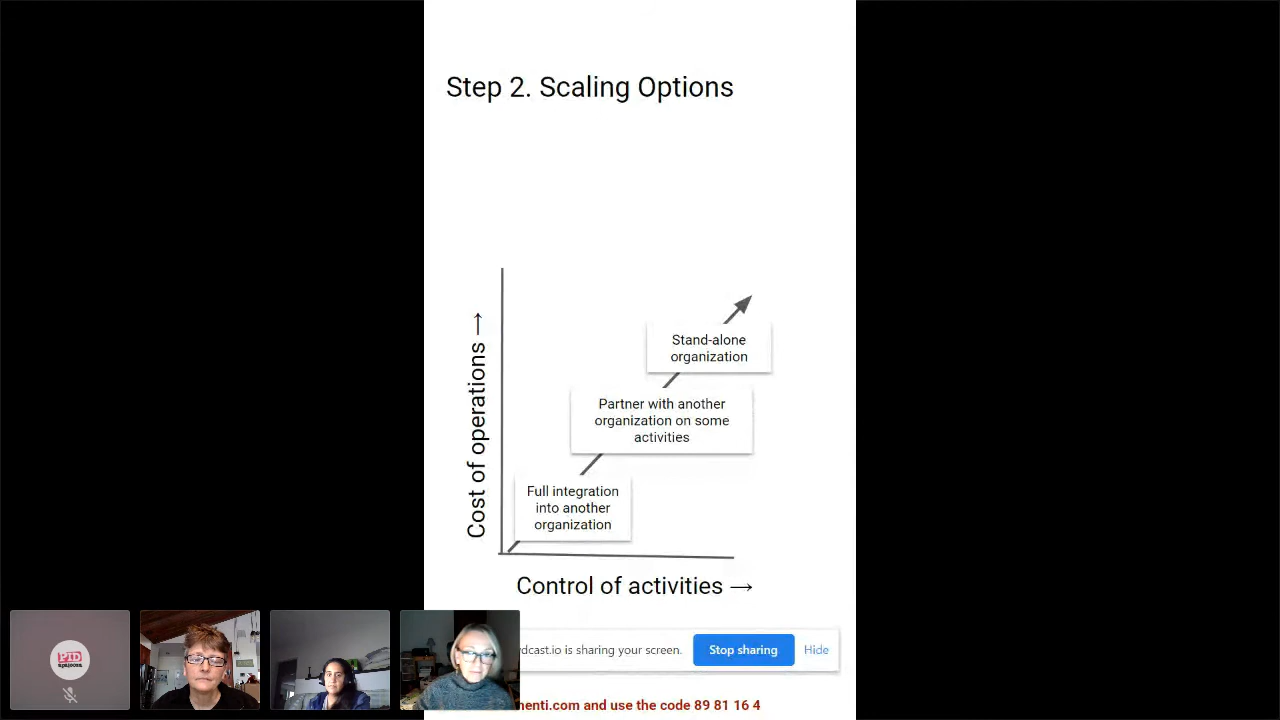 Step 2. Scaling Options
Cost of operations →
Stand-alone
organization
Partner with another
organization on some
activities
Full integration
into another
organization
Control of activities →
PID
dcast.io is sharing your screen.
Stop sharing
Hide
enti.com and use the code 89 81 16 4